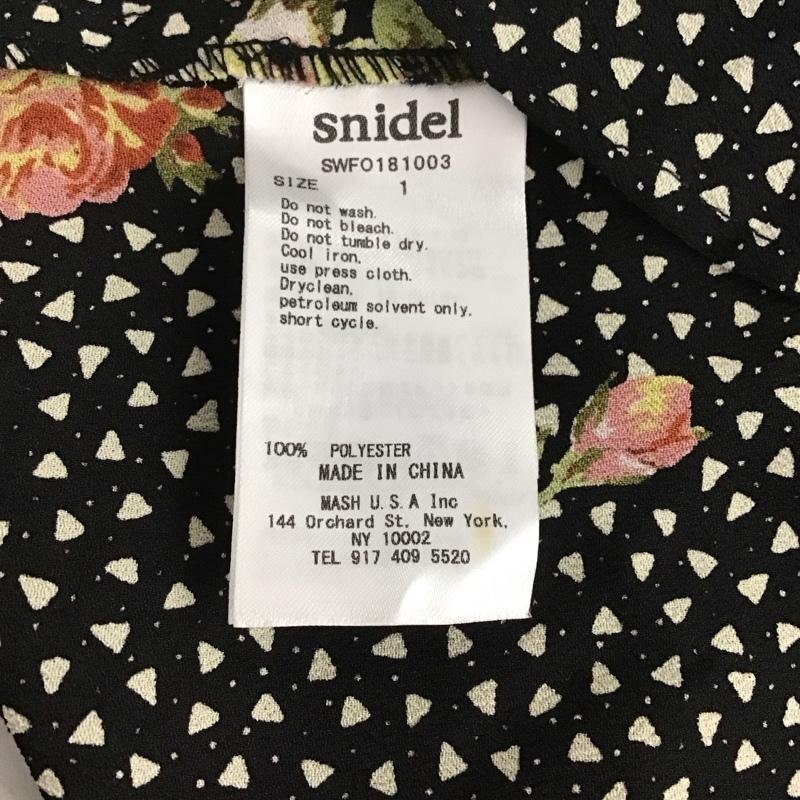 snidel
SWFO181003
SIZE 1
Do not wash.
Do not bleach.
Do not tumble dry.
Cool iron,
use press cloth.
Dryclean,
petroleum solvent only,
short cycle.
100% POLYESTER
MADE IN CHINA
MASH U.S.A Inc
144 Orchard St. New York,
NY 10002
TEL 917 409 5520